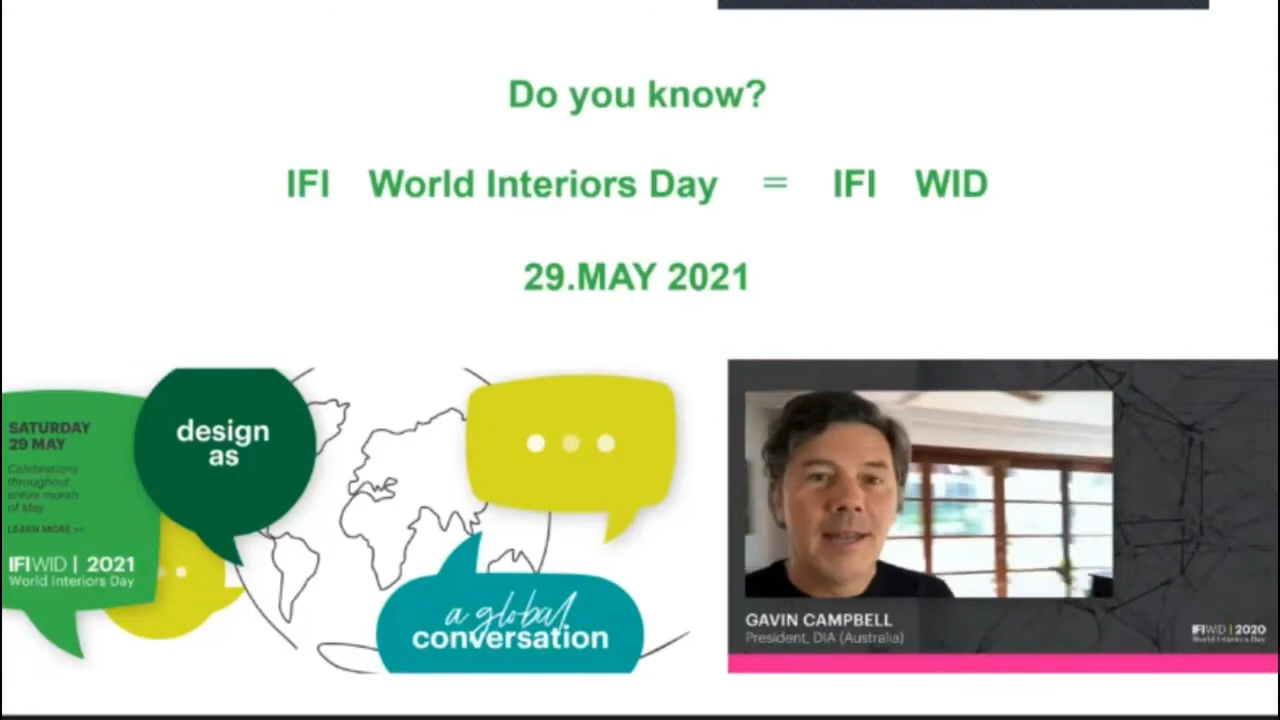 Do you know?
IFI World Interiors Day = IFI WID
29.MAY 2021
SATURDAY
29 MAY
Celebrations
throughout
entire month
of May
LEARN MORE >>
IFIWID | 2021
World Interiors Day
design
as
a global
conversation
GAVIN CAMPBELL
President, DIA (Australia)
IFIWID | 2020
World Interiors Day